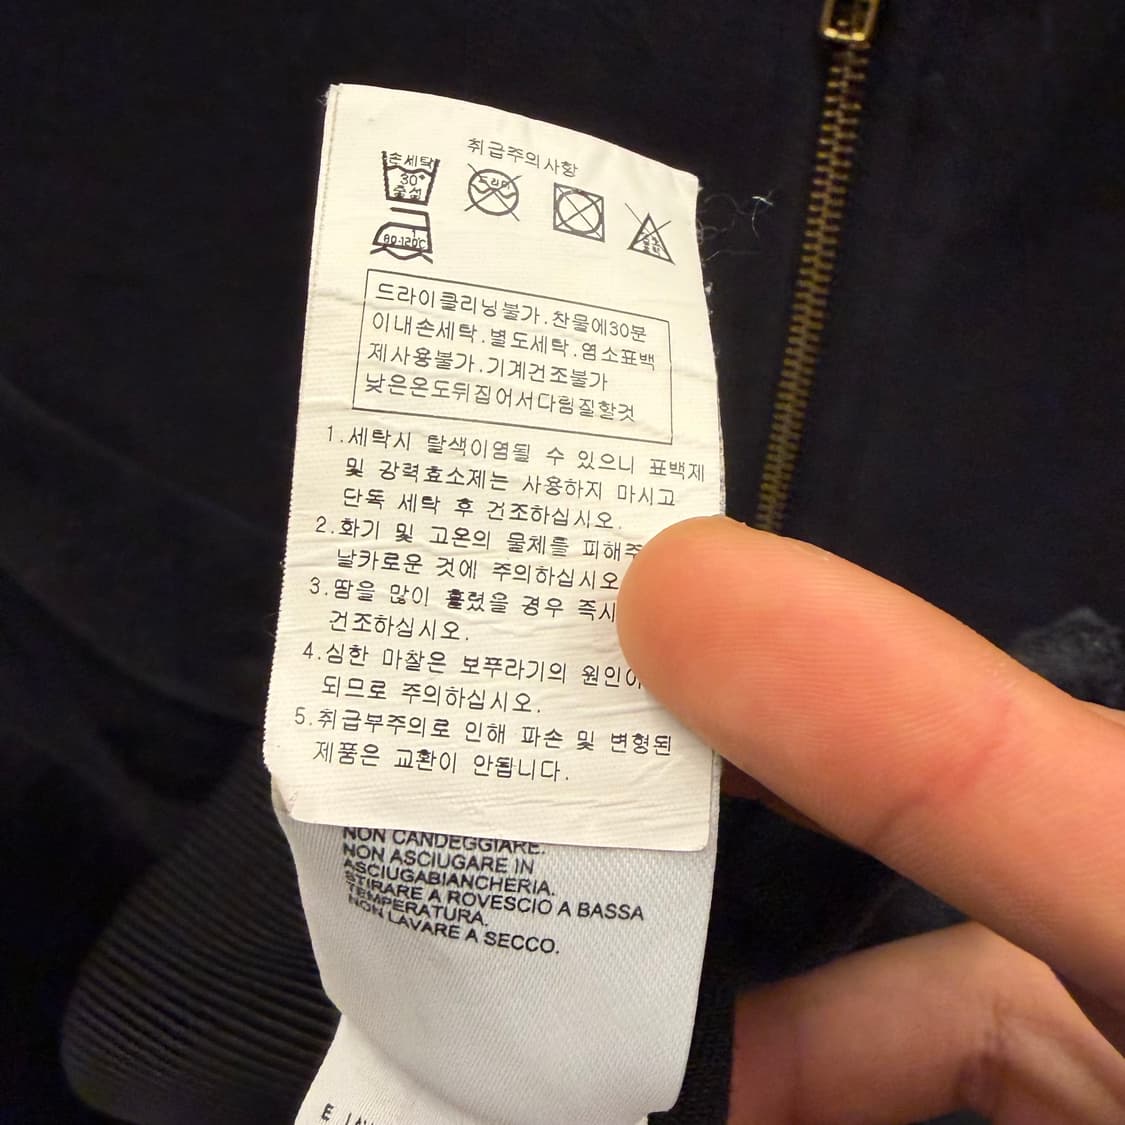 취급주의사항
손세탁
30°
중성
드라이
80-120℃
드라이클리닝불가.찬물에30분
이내손세탁.별도세탁.염소표백
제사용불가.기계건조불가
낮은온도뒤집어서다림질할것
1.세탁시 탈색이염될 수 있으니 표백제
및 강력효소제는 사용하지 마시고
단독 세탁 후 건조하십시오.
2.화기 및 고온의 물체를 피해주
날카로운 것에 주의하십시오
3.땀을 많이 흘렸을 경우 즉시
건조하십시오.
4.심한 마찰은 보푸라기의 원인이
되므로 주의하십시오.
5.취급부주의로 인해 파손 및 변형된
제품은 교환이 안됩니다.
NON CANDEGGIARE.
NON ASCIUGARE IN
ASCIUGABIANCHERIA.
STIRARE A ROVESCIO A BASSA
TEMPERATURA.
NON LAVARE A SECCO.